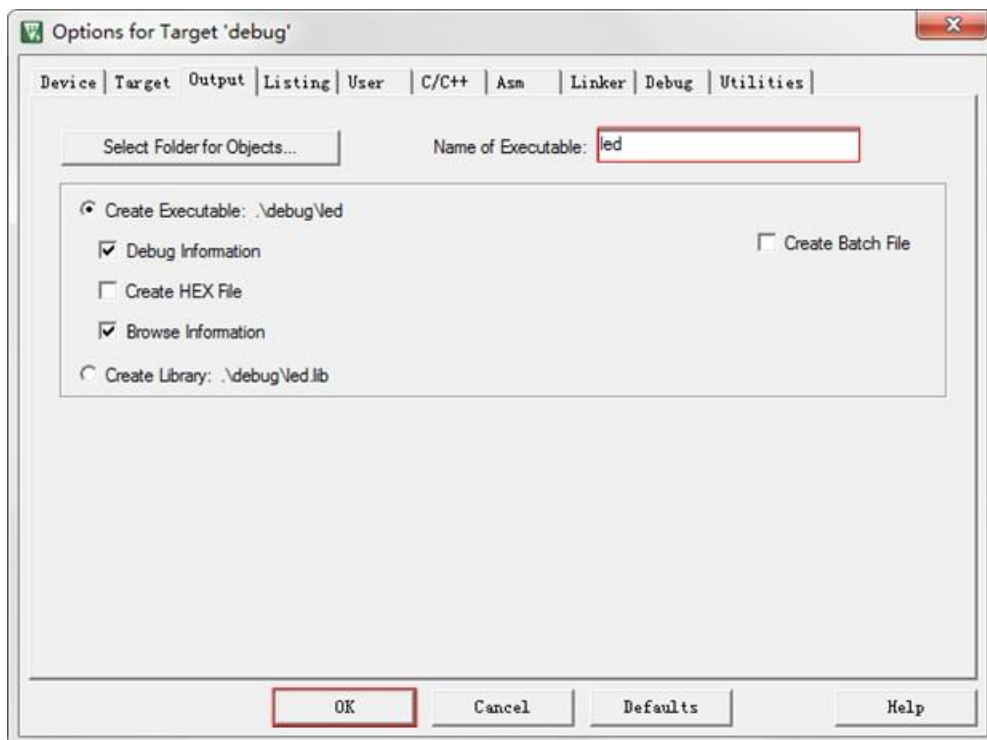 Options for Target 'debug'
Device Target Output Listing User C/C++ Asm Linker Debug Utilities
Select Folder for Objects... Name of Executable: led
Create Executable: .\debug\led
Debug Information Create Batch File
Create HEX File
Browse Information
Create Library: .\debug\led.lib
OK Cancel Defaults Help